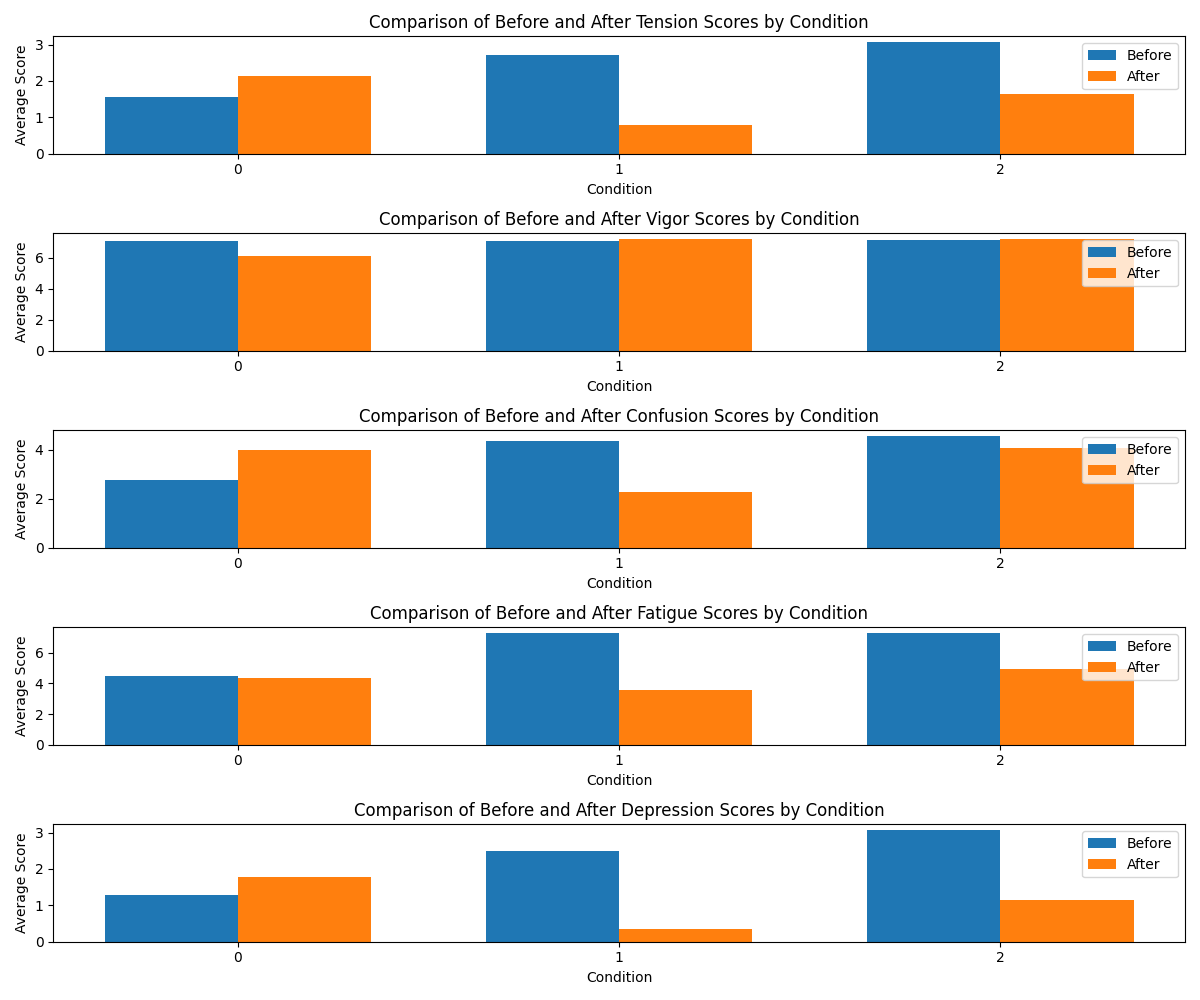 Comparison of Before and After Tension Scores by Condition
Average Score
3
2
1
0
Before
After
0 1 2
Condition
Comparison of Before and After Vigor Scores by Condition
Average Score
6
4
2
0
Before
After
0 1 2
Condition
Comparison of Before and After Confusion Scores by Condition
Average Score
4
2
0
Before
After
0 1 2
Condition
Comparison of Before and After Fatigue Scores by Condition
Average Score
6
4
2
0
Before
After
0 1 2
Condition
Comparison of Before and After Depression Scores by Condition
Average Score
3
2
1
0
Before
After
0 1 2
Condition